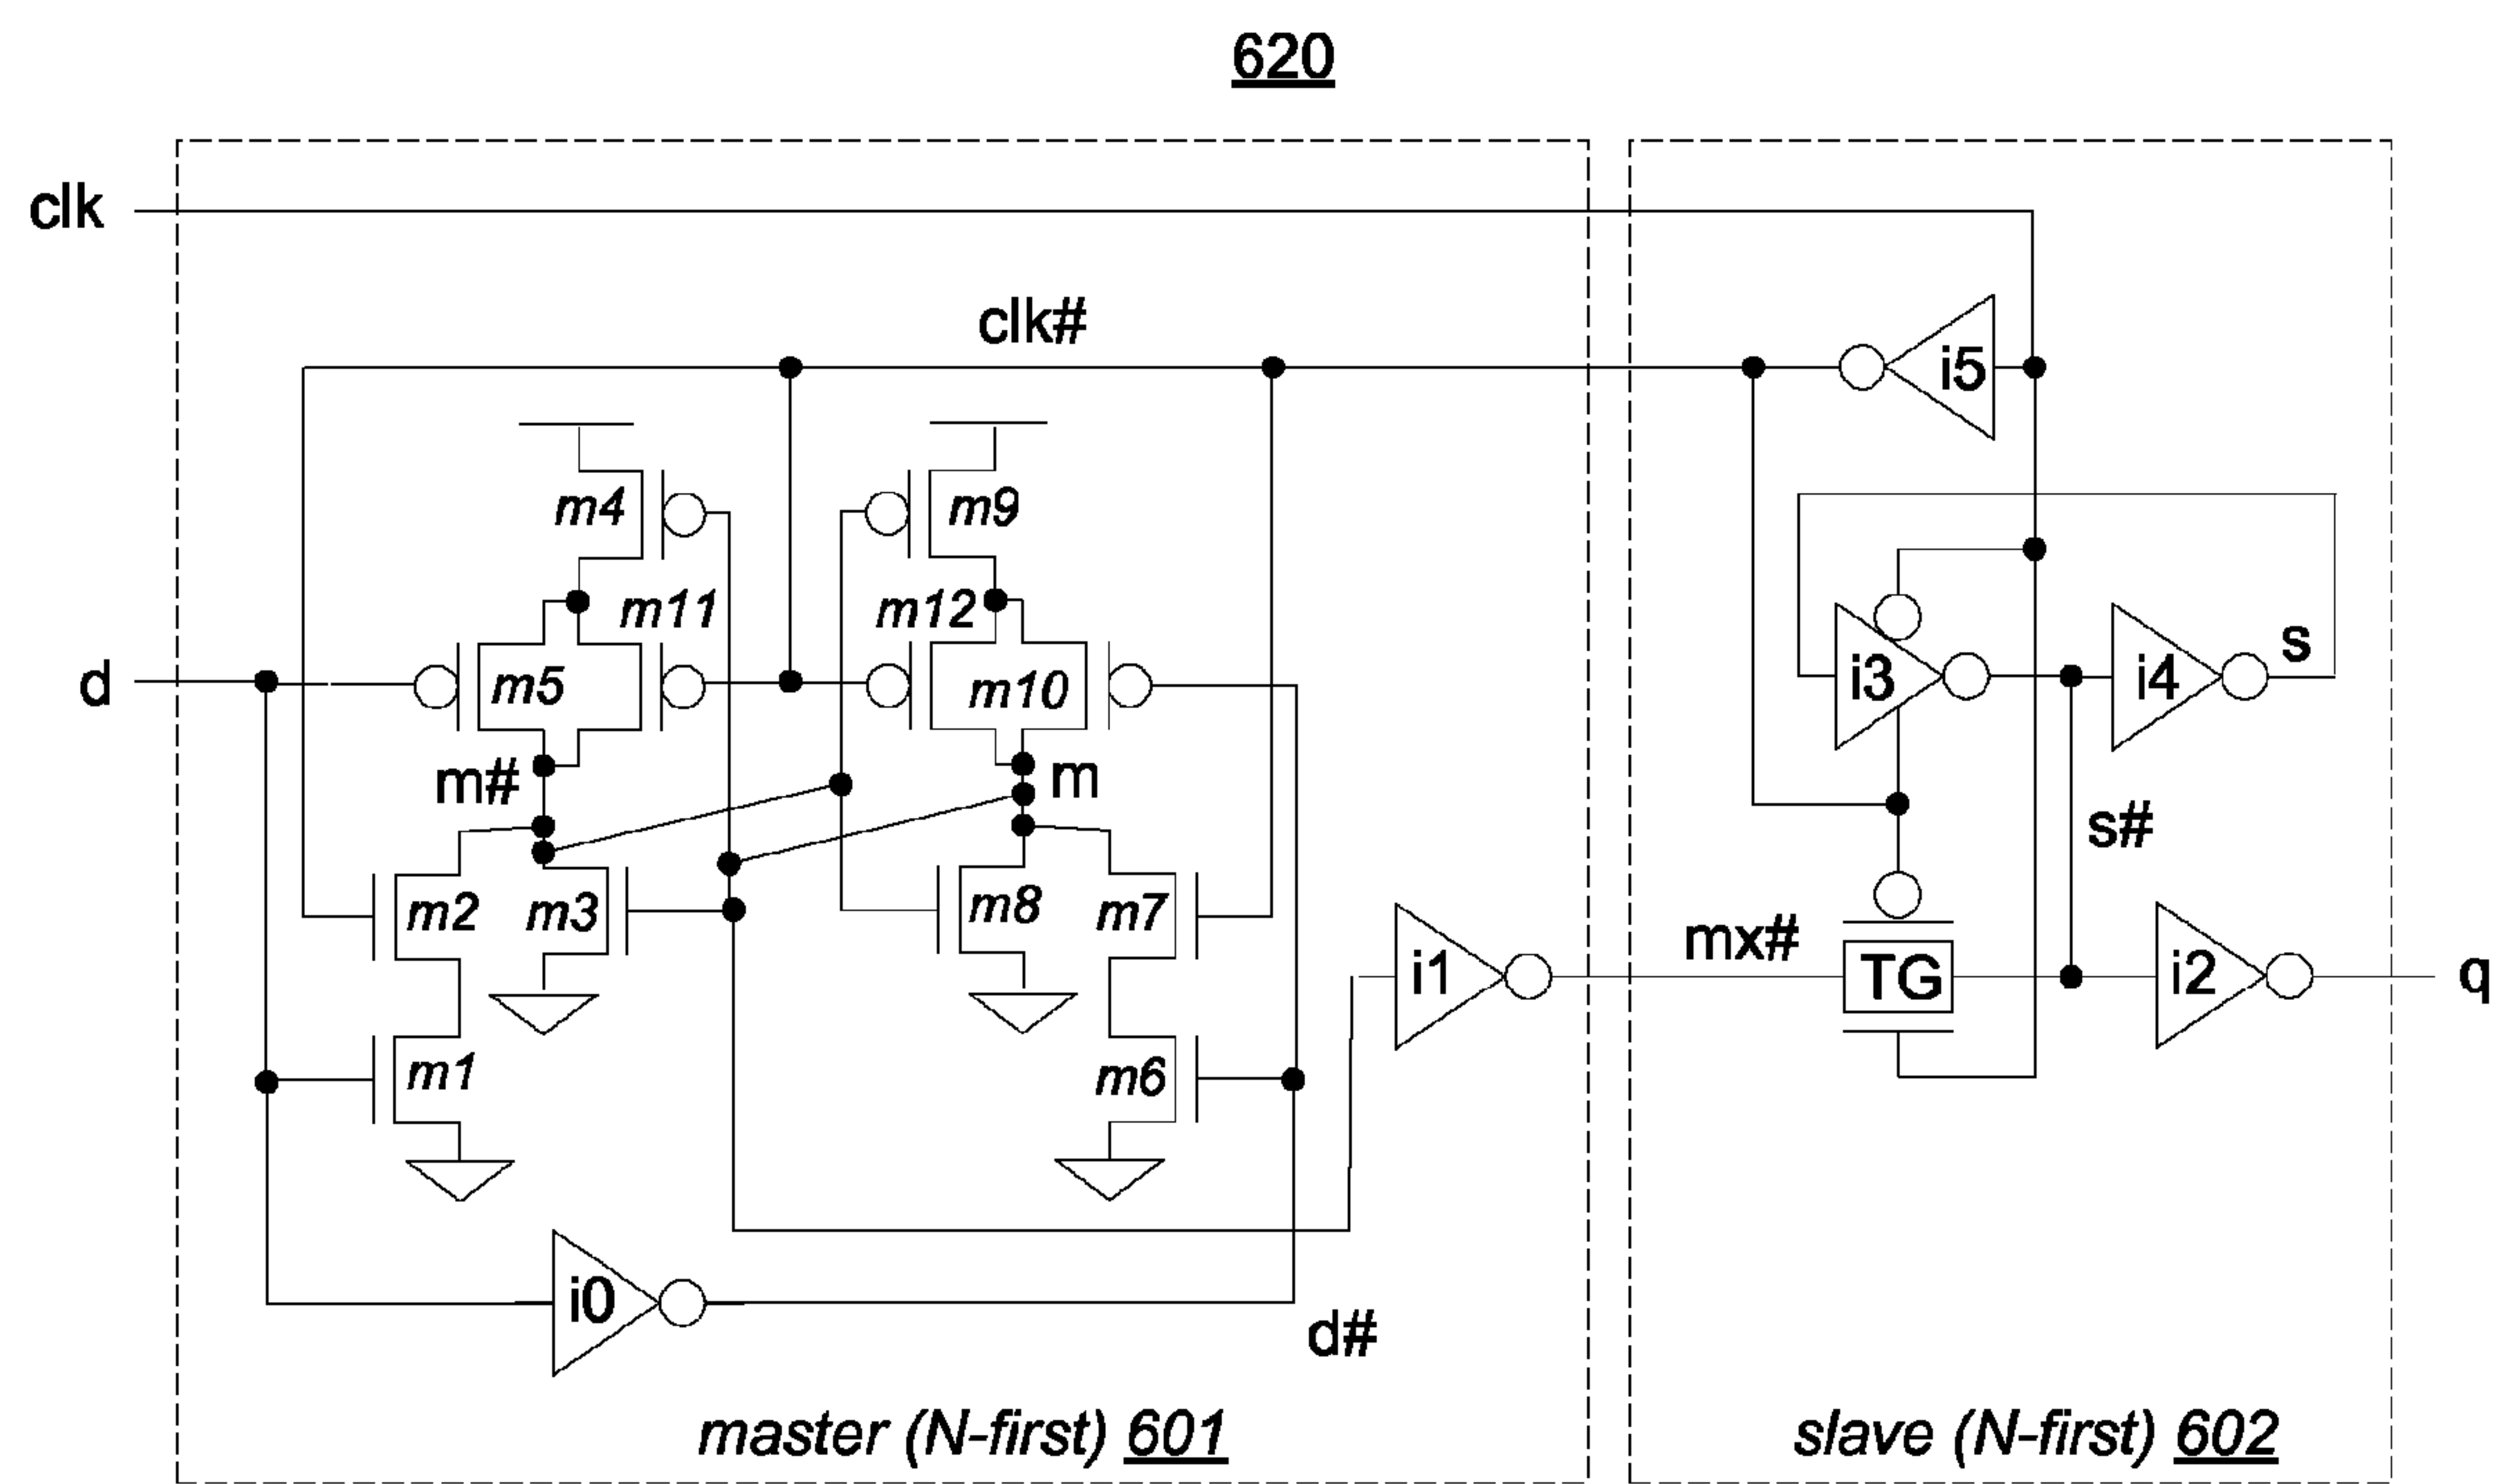 620
clk
clk#
i5
m4
m9
m11
m12
d
m5
m10
i3
i4
s
m#
m
s#
m2
m3
m8
m7
mx#
i1
TG
i2
q
m1
m6
i0
d#
master (N-first) 601
slave (N-first) 602